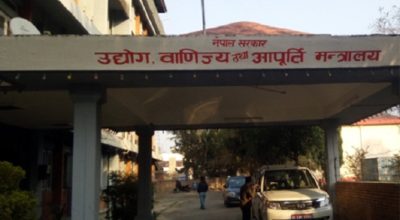 नेपाल सरकार
उद्योग, वाणिज्य तथा आपूर्ति मन्त्रालय